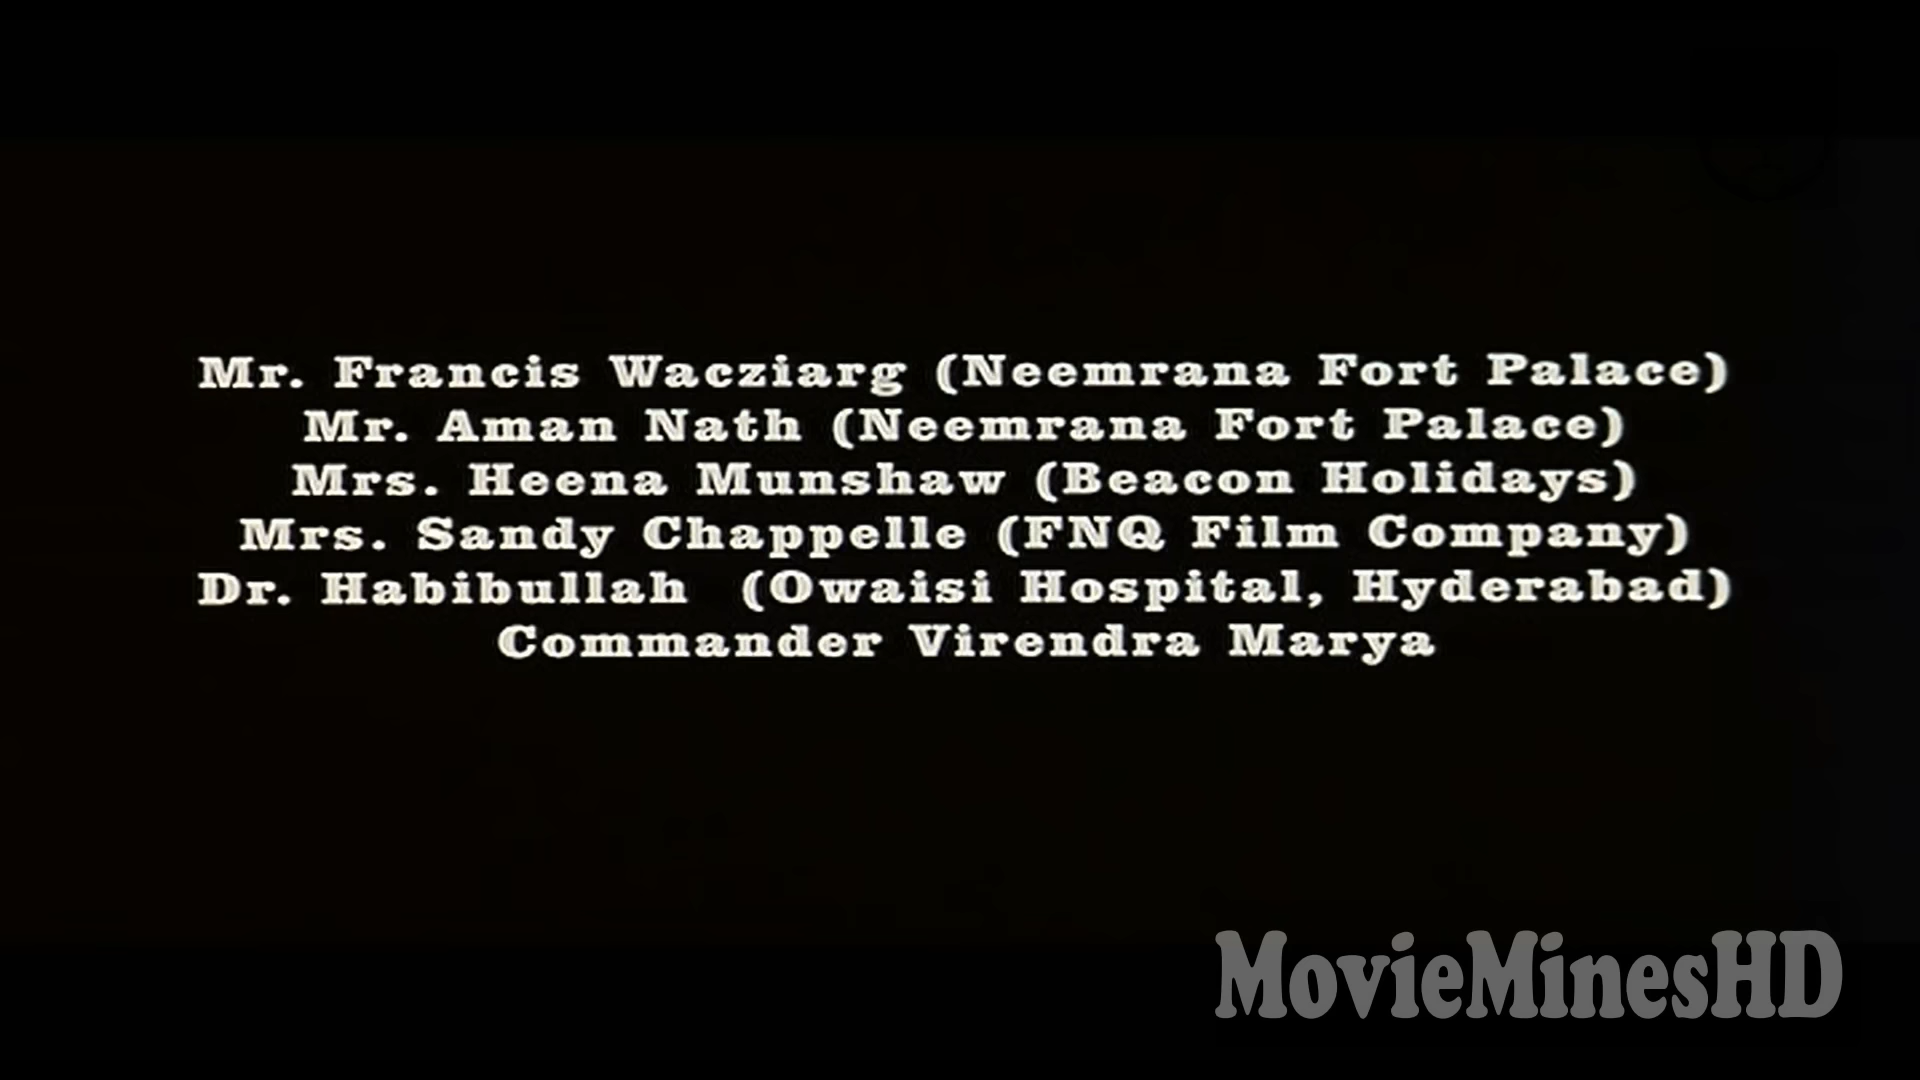 Mr. Francis Wacziarg (Neemrana Fort Palace)
Mr. Aman Nath (Neemrana Fort Palace)
Mrs. Heena Munshaw (Beacon Holidays)
Mrs. Sandy Chappelle (FNQ Film Company)
Dr. Habibullah (Owaisi Hospital, Hyderabad)
Commander Virendra Marya
MovieMinesHD